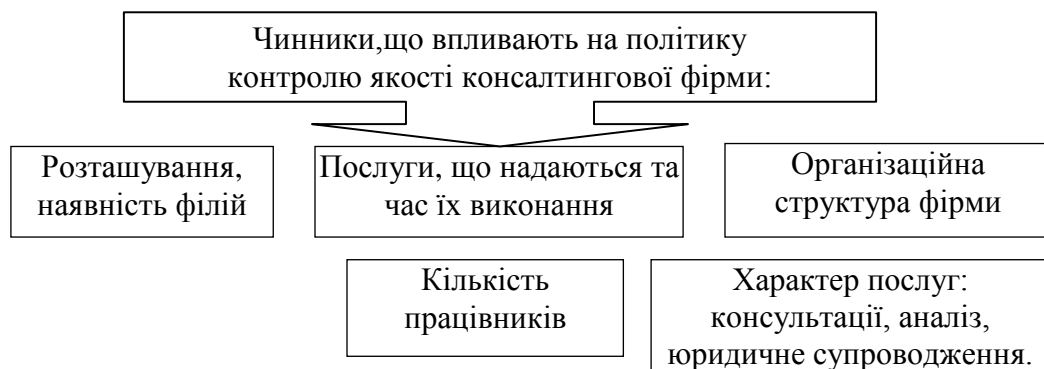 Чинники,що впливають на політику
контролю якості консалтингової фірми:
Розташування,
наявність філій
Послуги, що надаються та
час їх виконання
Організаційна
структура фірми
Кількість
працівників
Характер послуг:
консультації, аналіз,
юридичне супроводження.